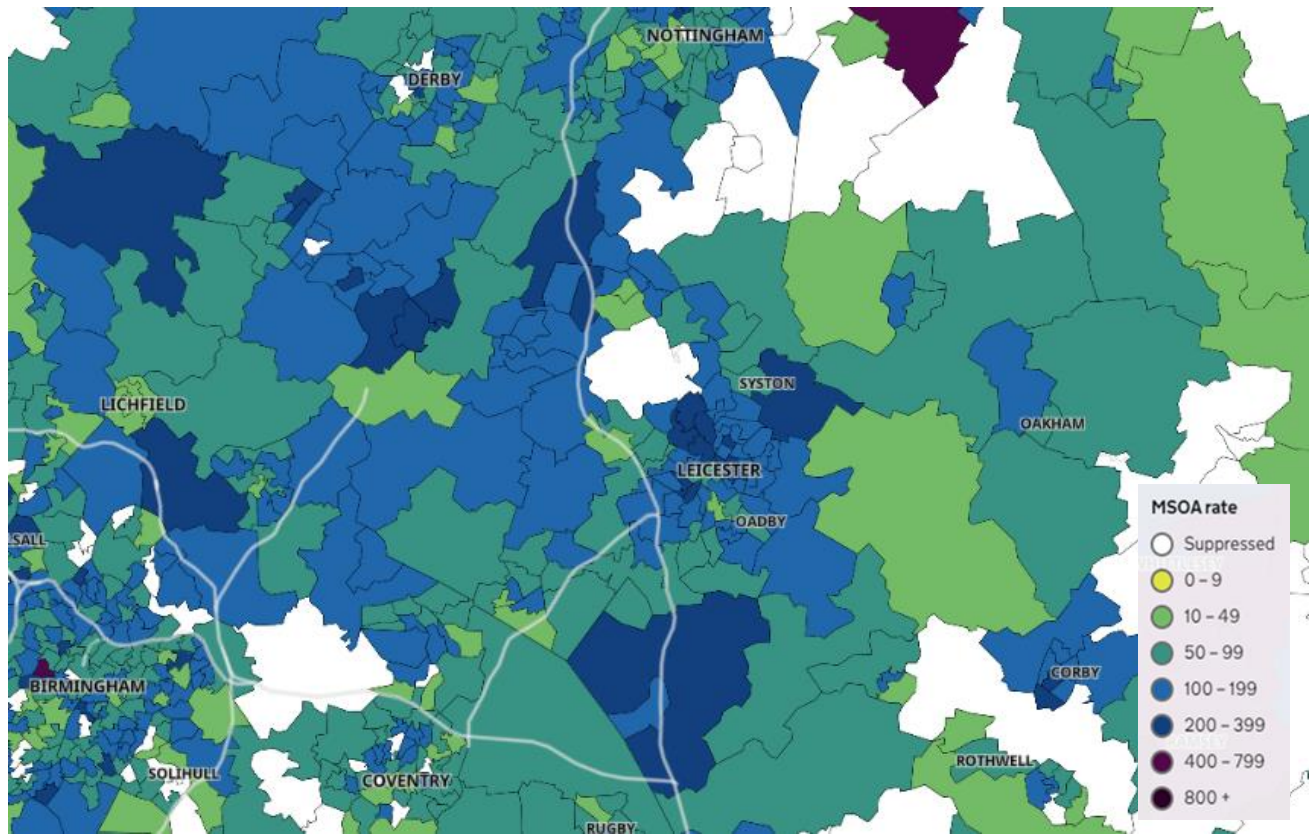 NOTTINGHAM
DERBY
SYSTON
LICHFIELD
OAKHAM
LEICESTER
OADBY
SALL
CORBY
BIRMINGHAM
ROTHWELL
SOLIHULL
COVENTRY
RUGBY
MSOA rate
Suppressed
0 – 9
10 – 49
50 – 99
100 – 199
200 – 399
400 – 799
800 +